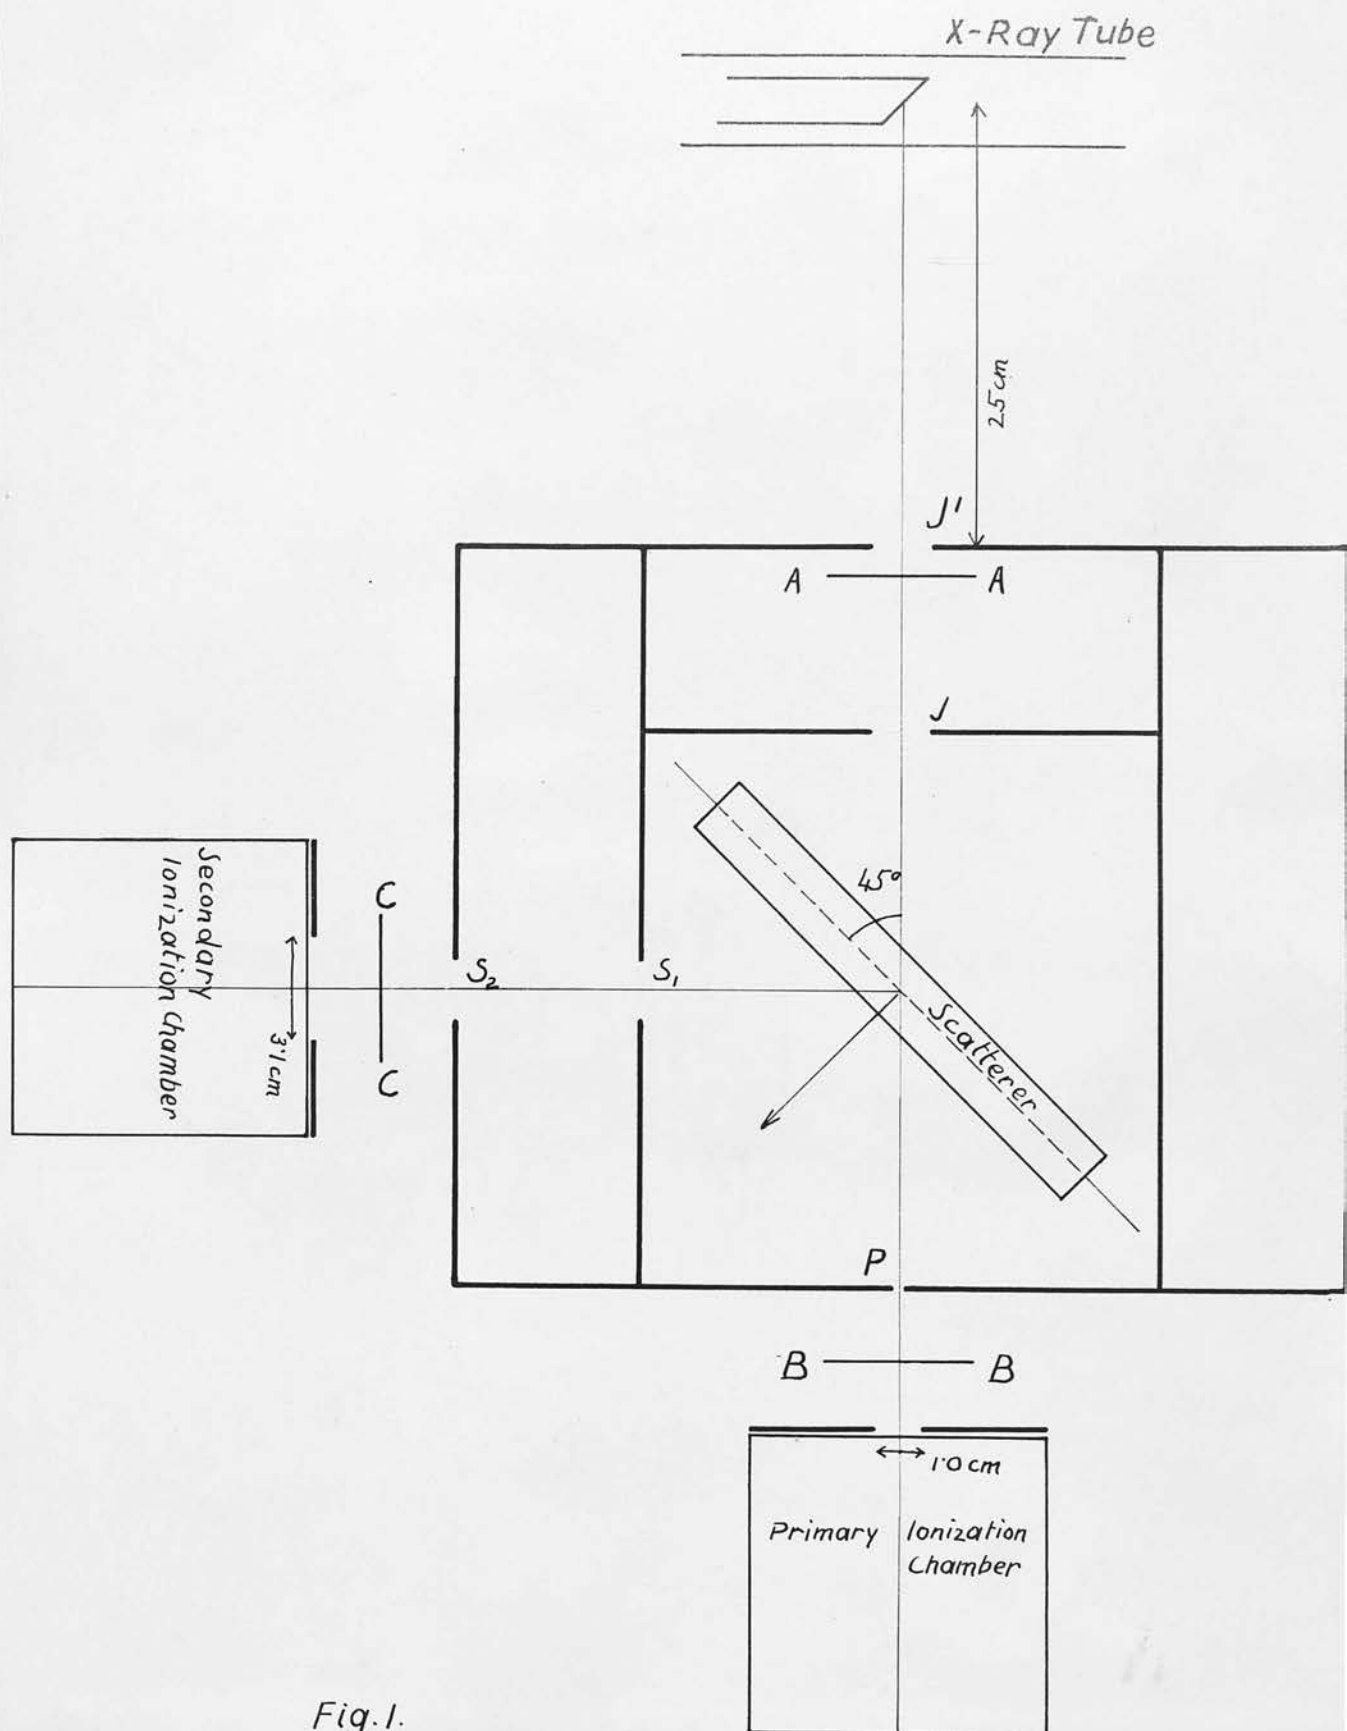 X-Ray Tube
25 cm
J'
A A
J
45°
Secondary
Ionization Chamber
3·1 cm
C
C
S₂ S₁
Scatterer
P
B B
1·0 cm
Primary Ionization
Chamber
Fig. 1.